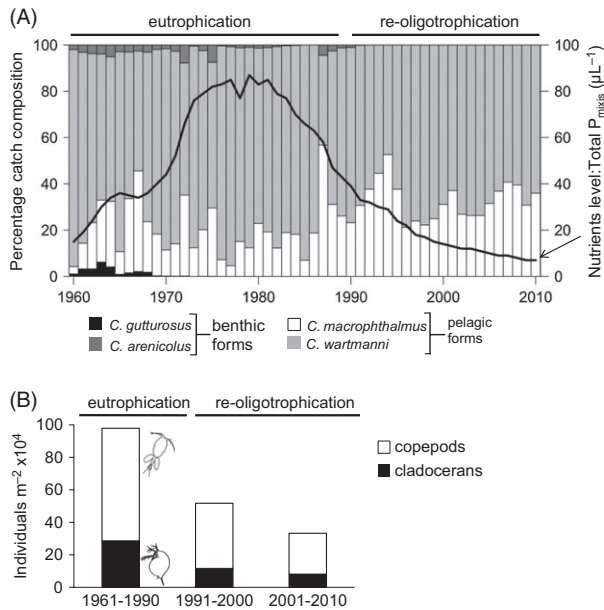 (A)
eutrophication re-oligotrophication
Percentage catch composition
100
80
60
40
20
0
100
80
60
40
20
0
Nutrients level:Total Pmixis (µL−1)
1960 1970 1980 1990 2000 2010
C. gutturosus benthic forms
C. arenicolus
C. macrophthalmus pelagic forms
C. wartmanni
(B)
eutrophication re-oligotrophication
Individuals m−2 x10⁴
100
80
60
40
20
0
copepods
cladocerans
1961-1990 1991-2000 2001-2010